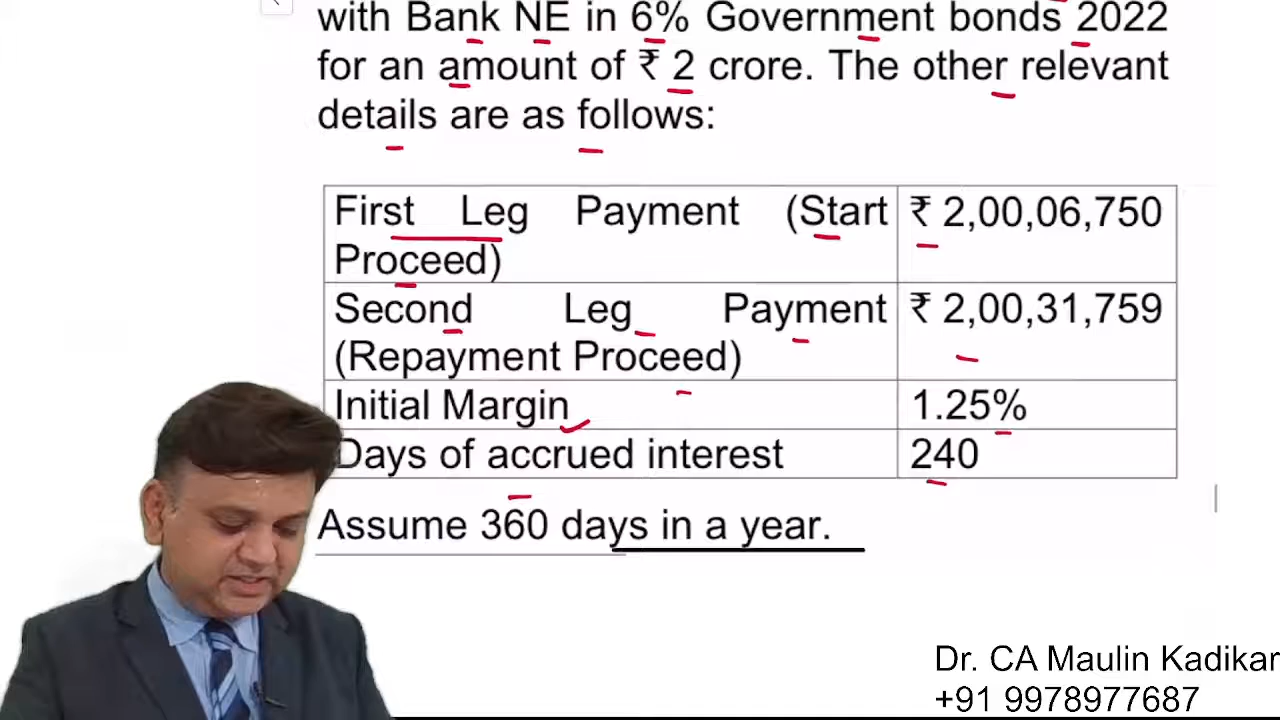 with Bank NE in 6% Government bonds 2022
for an amount of ₹ 2 crore. The other relevant
details are as follows:
First Leg Payment (Start ₹ 2,00,06,750
Proceed)
Second Leg Payment ₹ 2,00,31,759
(Repayment Proceed)
Initial Margin 1.25%
Days of accrued interest 240
Assume 360 days in a year.
Dr. CA Maulin Kadikar
+91 9978977687